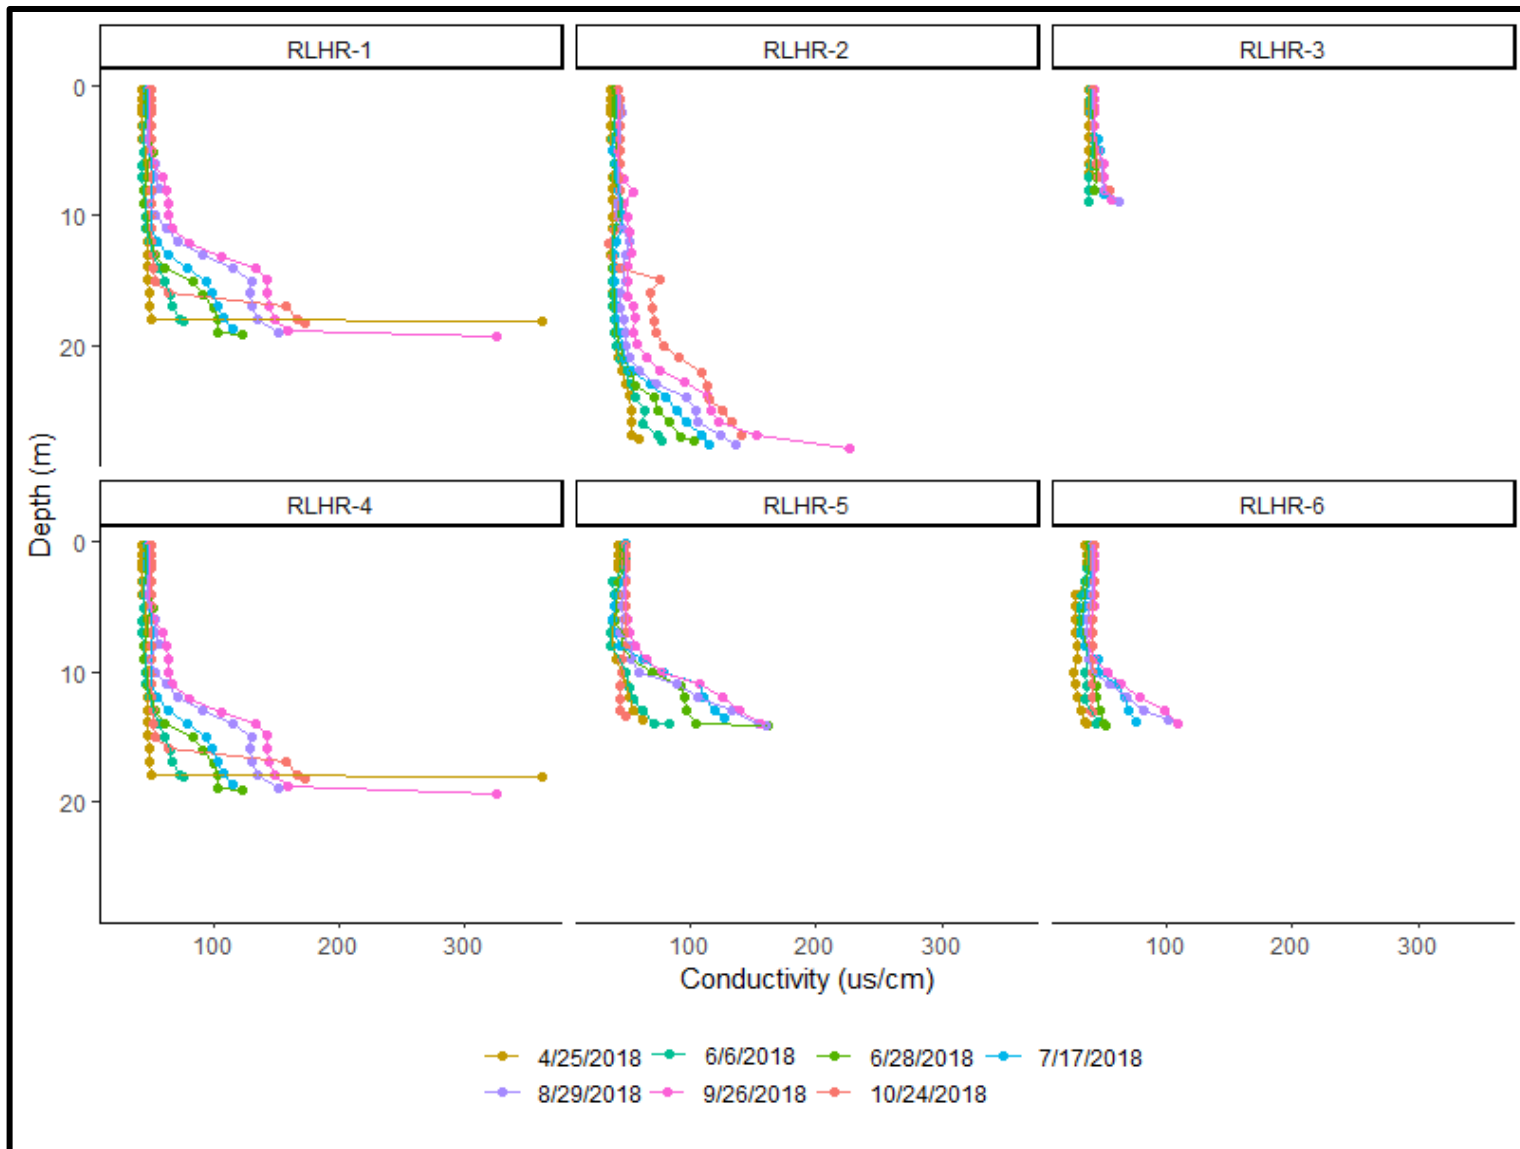 RLHR-1 RLHR-2 RLHR-3
0
10
20
Depth (m)
RLHR-4 RLHR-5 RLHR-6
0
10
20
100 200 300 100 200 300 100 200 300
Conductivity (us/cm)
4/25/2018 6/6/2018 6/28/2018 7/17/2018
8/29/2018 9/26/2018 10/24/2018